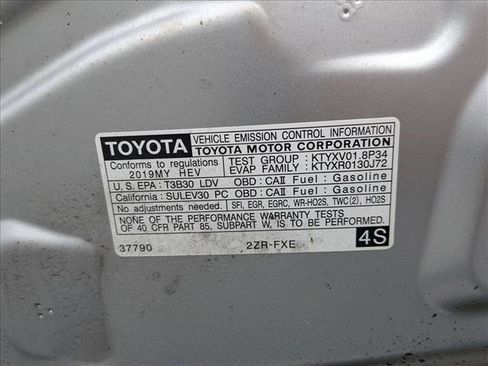 TOYOTA VEHICLE EMISSION CONTROL INFORMATION
TOYOTA MOTOR CORPORATION
Conforms to regulations TEST GROUP : KTYXV01.8P34
2019MY HEV EVAP FAMILY : KTYXR0130J72
U.S. EPA : T3B30 LDV OBD : CAII Fuel : Gasoline
California : SULEV30 PC OBD : CAII Fuel : Gasoline
No adjustments needed. SFI, EGR, EGRC, WR-HO2S, TWC(2), HO2S
NONE OF THE PERFORMANCE WARRANTY TESTS
OF 40 CFR PART 85, SUBPART W, IS TO BE PERFORMED.
37790 2ZR-FXE 4S